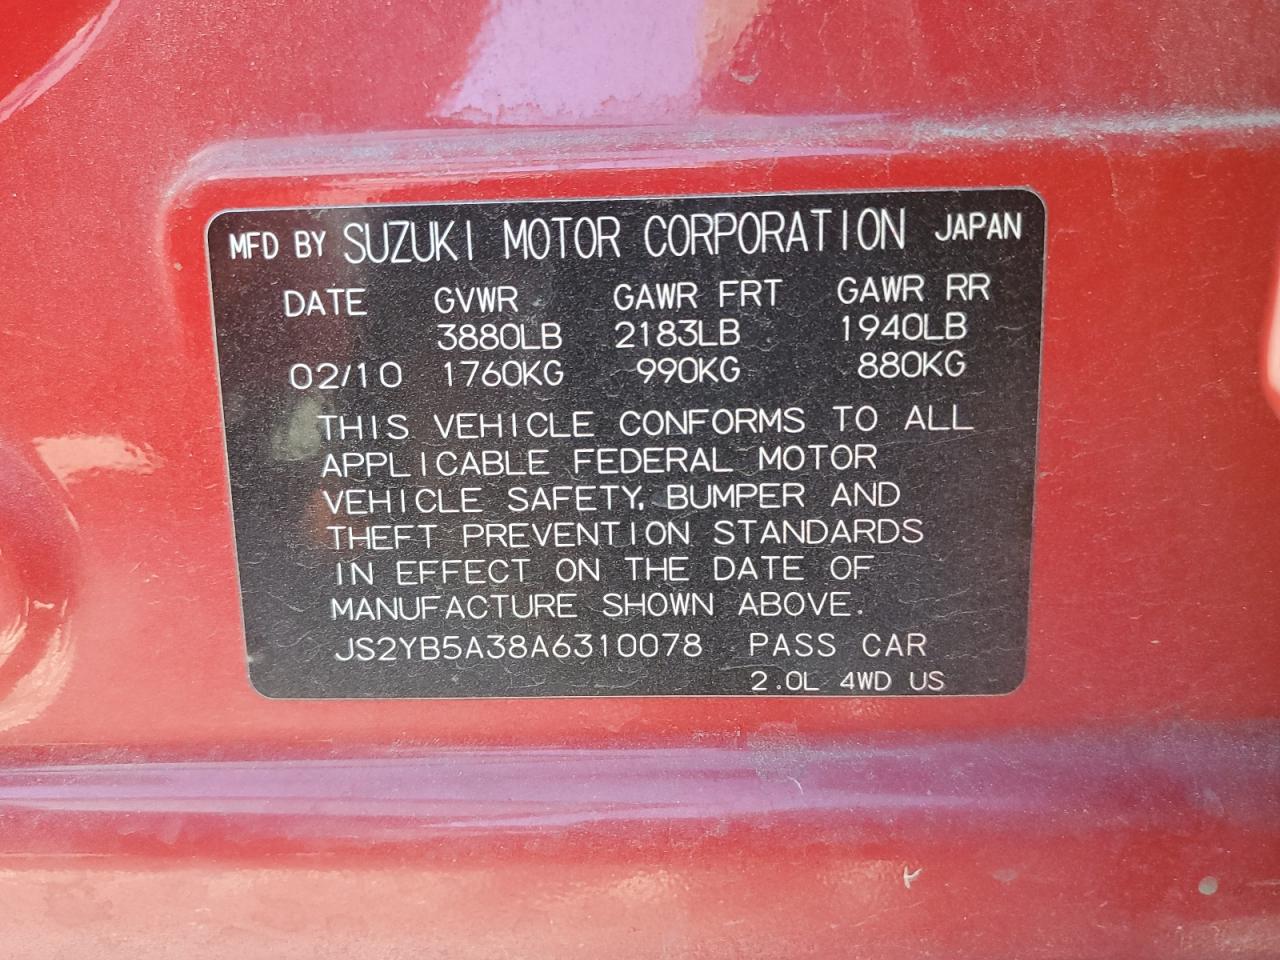 MFD BY SUZUKI MOTOR CORPORATION JAPAN
DATE GVWR GAWR FRT GAWR RR
3880LB 2183LB 1940LB
02/10 1760KG 990KG 880KG
THIS VEHICLE CONFORMS TO ALL
APPLICABLE FEDERAL MOTOR
VEHICLE SAFETY, BUMPER AND
THEFT PREVENTION STANDARDS
IN EFFECT ON THE DATE OF
MANUFACTURE SHOWN ABOVE.
JS2YB5A38A6310078 PASS CAR
2.0L 4WD US